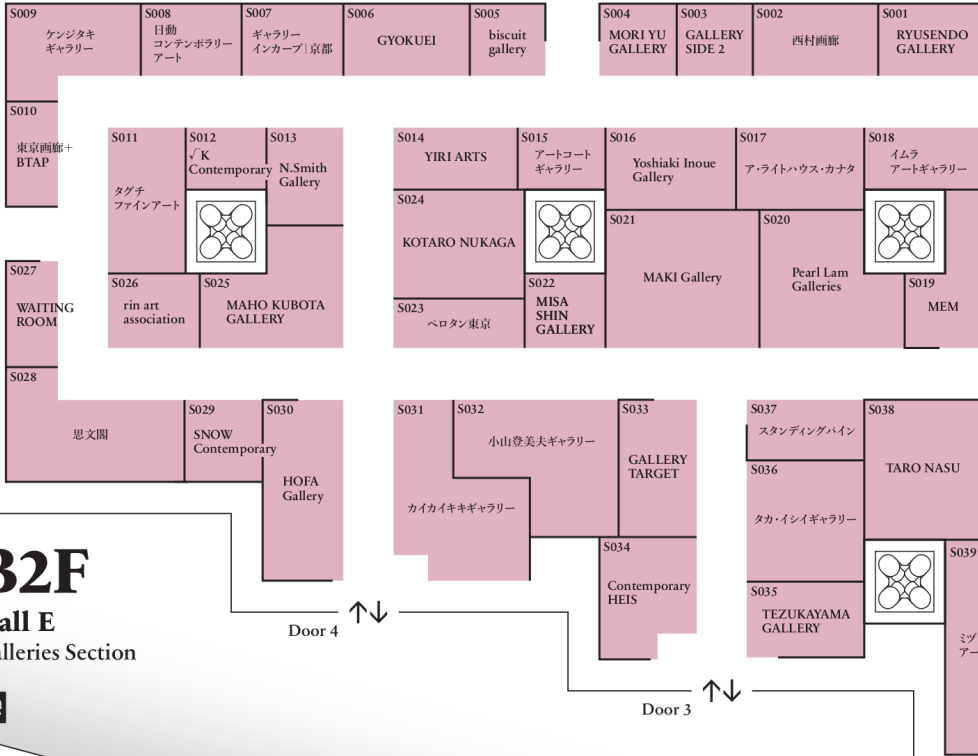 S009
ケンジタキ
ギャラリー
S008
日動
コンテンポラリー
アート
S007
ギャラリー
インカーブ|京都
S006
GYOKUEI
S005
biscuit
gallery
S004
MORI YU
GALLERY
S003
GALLERY
SIDE 2
S002
西村画廊
S001
RYUSENDO
GALLERY
S010
東京画廊+
BTAP
S011
タグチ
ファインアート
S012
√K
Contemporary
S013
N.Smith
Gallery
S014
YIRI ARTS
S015
アートコート
ギャラリー
S016
Yoshiaki Inoue
Gallery
S017
ア・ライトハウス・カナタ
S018
イムラ
アートギャラリー
S024
KOTARO NUKAGA
S021
MAKI Gallery
S020
Pearl Lam
Galleries
S019
MEM
S027
WAITING
ROOM
S026
rin art
association
S025
MAHO KUBOTA
GALLERY
S023
ペロタン東京
S022
MISA
SHIN
GALLERY
S028
思文閣
S029
SNOW
Contemporary
S030
HOFA
Gallery
S031
カイカイキキギャラリー
S032
小山登美夫ギャラリー
S033
GALLERY
TARGET
S034
Contemporary
HEIS
S037
スタンディングパイン
S038
TARO NASU
S036
タカ・イシイギャラリー
S035
TEZUKAYAMA
GALLERY
S039
ミヅ
アー
B2F
all E
alleries Section
Door 4
Door 3